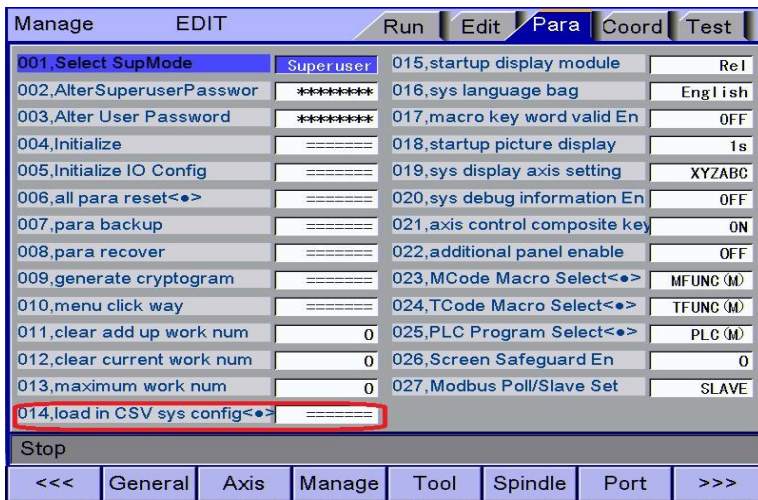 Manage EDIT Run Edit Para Coord Test
001,Select SupMode Superuser
002,AlterSuperuserPasswor ********
003,Alter User Password ********
004,Initialize =======
005,Initialize IO Config =======
006,all para reset<●> =======
007,para backup =======
008,para recover =======
009,generate cryptogram =======
010,menu click way =======
011,clear add up work num 0
012,clear current work num 0
013,maximum work num 0
014,load in CSV sys config<●> =======
015,startup display module Rel
016,sys language bag English
017,macro key word valid En OFF
018,startup picture display 1s
019,sys display axis setting XYZABC
020,sys debug information En OFF
021,axis control composite key ON
022,additional panel enable OFF
023,MCode Macro Select<●> MFUNC(M)
024,TCode Macro Select<●> TFUNC(M)
025,PLC Program Select<●> PLC(M)
026,Screen Safeguard En 0
027,Modbus Poll/Slave Set SLAVE
Stop
<<< General Axis Manage Tool Spindle Port >>>